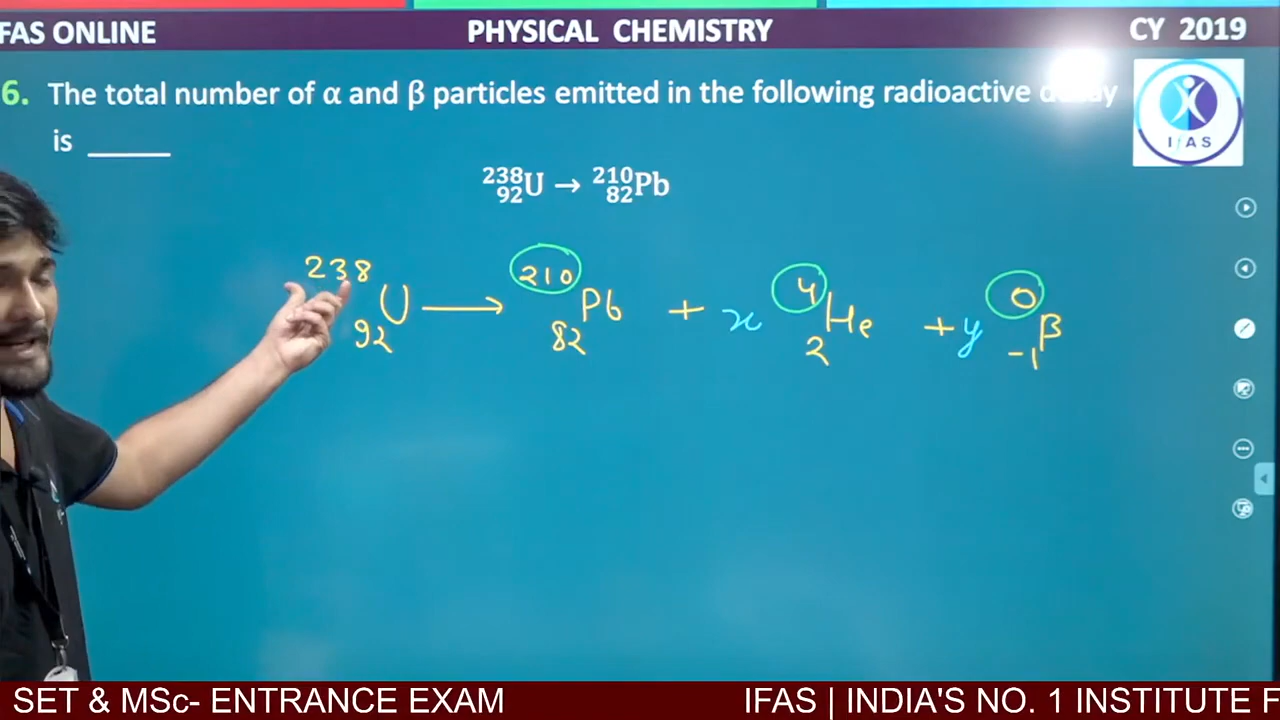 FAS ONLINE
PHYSICAL CHEMISTRY
CY 2019
6. The total number of α and β particles emitted in the following radioactive decay
is ______
IFAS
²³⁸₉₂U → ²¹⁰₈₂Pb
²³⁸₉₂U → ²¹⁰₈₂Pb + x ⁴₂He + y ⁰₋₁β
SET & MSc- ENTRANCE EXAM
IFAS | INDIA'S NO. 1 INSTITUTE F